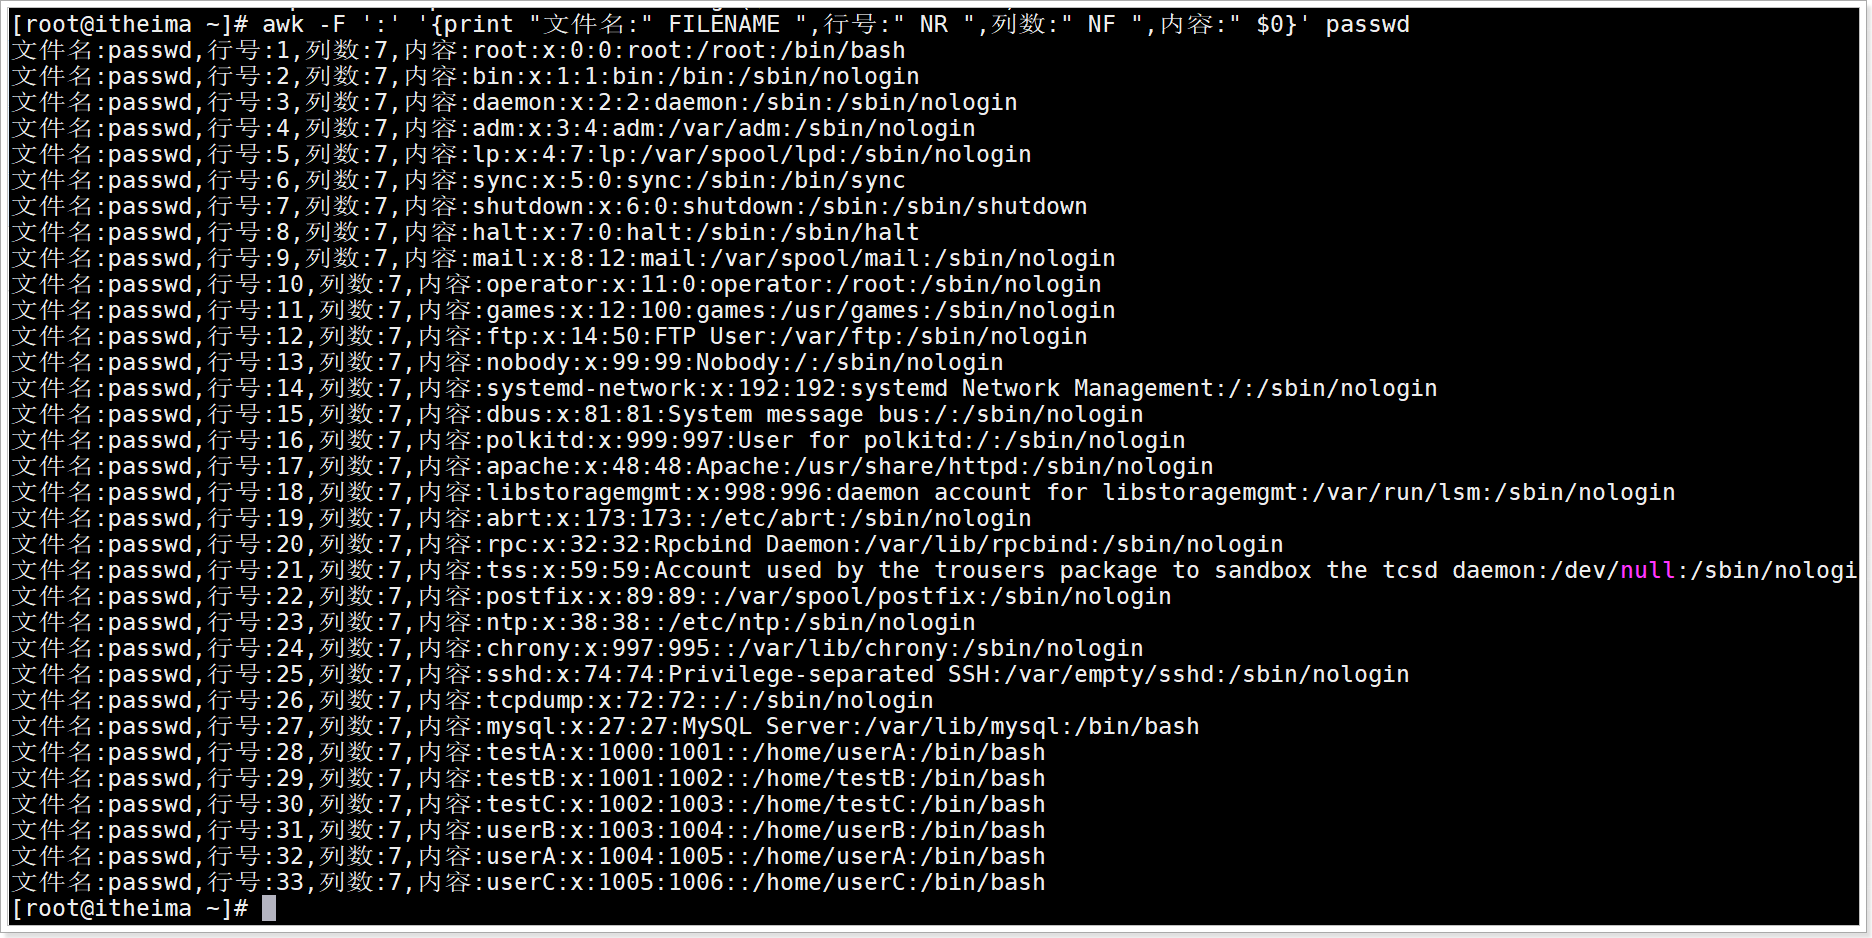 [root@itheima ~]# awk -F ':' '{print "文件名:" FILENAME ",行号:" NR ",列数:" NF ",内容:" $0}' passwd
文件名:passwd,行号:1,列数:7,内容:root:x:0:0:root:/root:/bin/bash
文件名:passwd,行号:2,列数:7,内容:bin:x:1:1:bin:/bin:/sbin/nologin
文件名:passwd,行号:3,列数:7,内容:daemon:x:2:2:daemon:/sbin:/sbin/nologin
文件名:passwd,行号:4,列数:7,内容:adm:x:3:4:adm:/var/adm:/sbin/nologin
文件名:passwd,行号:5,列数:7,内容:lp:x:4:7:lp:/var/spool/lpd:/sbin/nologin
文件名:passwd,行号:6,列数:7,内容:sync:x:5:0:sync:/sbin:/bin/sync
文件名:passwd,行号:7,列数:7,内容:shutdown:x:6:0:shutdown:/sbin:/sbin/shutdown
文件名:passwd,行号:8,列数:7,内容:halt:x:7:0:halt:/sbin:/sbin/halt
文件名:passwd,行号:9,列数:7,内容:mail:x:8:12:mail:/var/spool/mail:/sbin/nologin
文件名:passwd,行号:10,列数:7,内容:operator:x:11:0:operator:/root:/sbin/nologin
文件名:passwd,行号:11,列数:7,内容:games:x:12:100:games:/usr/games:/sbin/nologin
文件名:passwd,行号:12,列数:7,内容:ftp:x:14:50:FTP User:/var/ftp:/sbin/nologin
文件名:passwd,行号:13,列数:7,内容:nobody:x:99:99:Nobody:/:/sbin/nologin
文件名:passwd,行号:14,列数:7,内容:systemd-network:x:192:192:systemd Network Management:/:/sbin/nologin
文件名:passwd,行号:15,列数:7,内容:dbus:x:81:81:System message bus:/:/sbin/nologin
文件名:passwd,行号:16,列数:7,内容:polkitd:x:999:997:User for polkitd:/:/sbin/nologin
文件名:passwd,行号:17,列数:7,内容:apache:x:48:48:Apache:/usr/share/httpd:/sbin/nologin
文件名:passwd,行号:18,列数:7,内容:libstoragemgmt:x:998:996:daemon account for libstoragemgmt:/var/run/lsm:/sbin/nologin
文件名:passwd,行号:19,列数:7,内容:abrt:x:173:173::/etc/abrt:/sbin/nologin
文件名:passwd,行号:20,列数:7,内容:rpc:x:32:32:Rpcbind Daemon:/var/lib/rpcbind:/sbin/nologin
文件名:passwd,行号:21,列数:7,内容:tss:x:59:59:Account used by the trousers package to sandbox the tcsd daemon:/dev/null:/sbin/nologi
文件名:passwd,行号:22,列数:7,内容:postfix:x:89:89::/var/spool/postfix:/sbin/nologin
文件名:passwd,行号:23,列数:7,内容:ntp:x:38:38::/etc/ntp:/sbin/nologin
文件名:passwd,行号:24,列数:7,内容:chrony:x:997:995::/var/lib/chrony:/sbin/nologin
文件名:passwd,行号:25,列数:7,内容:sshd:x:74:74:Privilege-separated SSH:/var/empty/sshd:/sbin/nologin
文件名:passwd,行号:26,列数:7,内容:tcpdump:x:72:72::/:/sbin/nologin
文件名:passwd,行号:27,列数:7,内容:mysql:x:27:27:MySQL Server:/var/lib/mysql:/bin/bash
文件名:passwd,行号:28,列数:7,内容:testA:x:1000:1001::/home/userA:/bin/bash
文件名:passwd,行号:29,列数:7,内容:testB:x:1001:1002::/home/testB:/bin/bash
文件名:passwd,行号:30,列数:7,内容:testC:x:1002:1003::/home/testC:/bin/bash
文件名:passwd,行号:31,列数:7,内容:userB:x:1003:1004::/home/userB:/bin/bash
文件名:passwd,行号:32,列数:7,内容:userA:x:1004:1005::/home/userA:/bin/bash
文件名:passwd,行号:33,列数:7,内容:userC:x:1005:1006::/home/userC:/bin/bash
[root@itheima ~]#